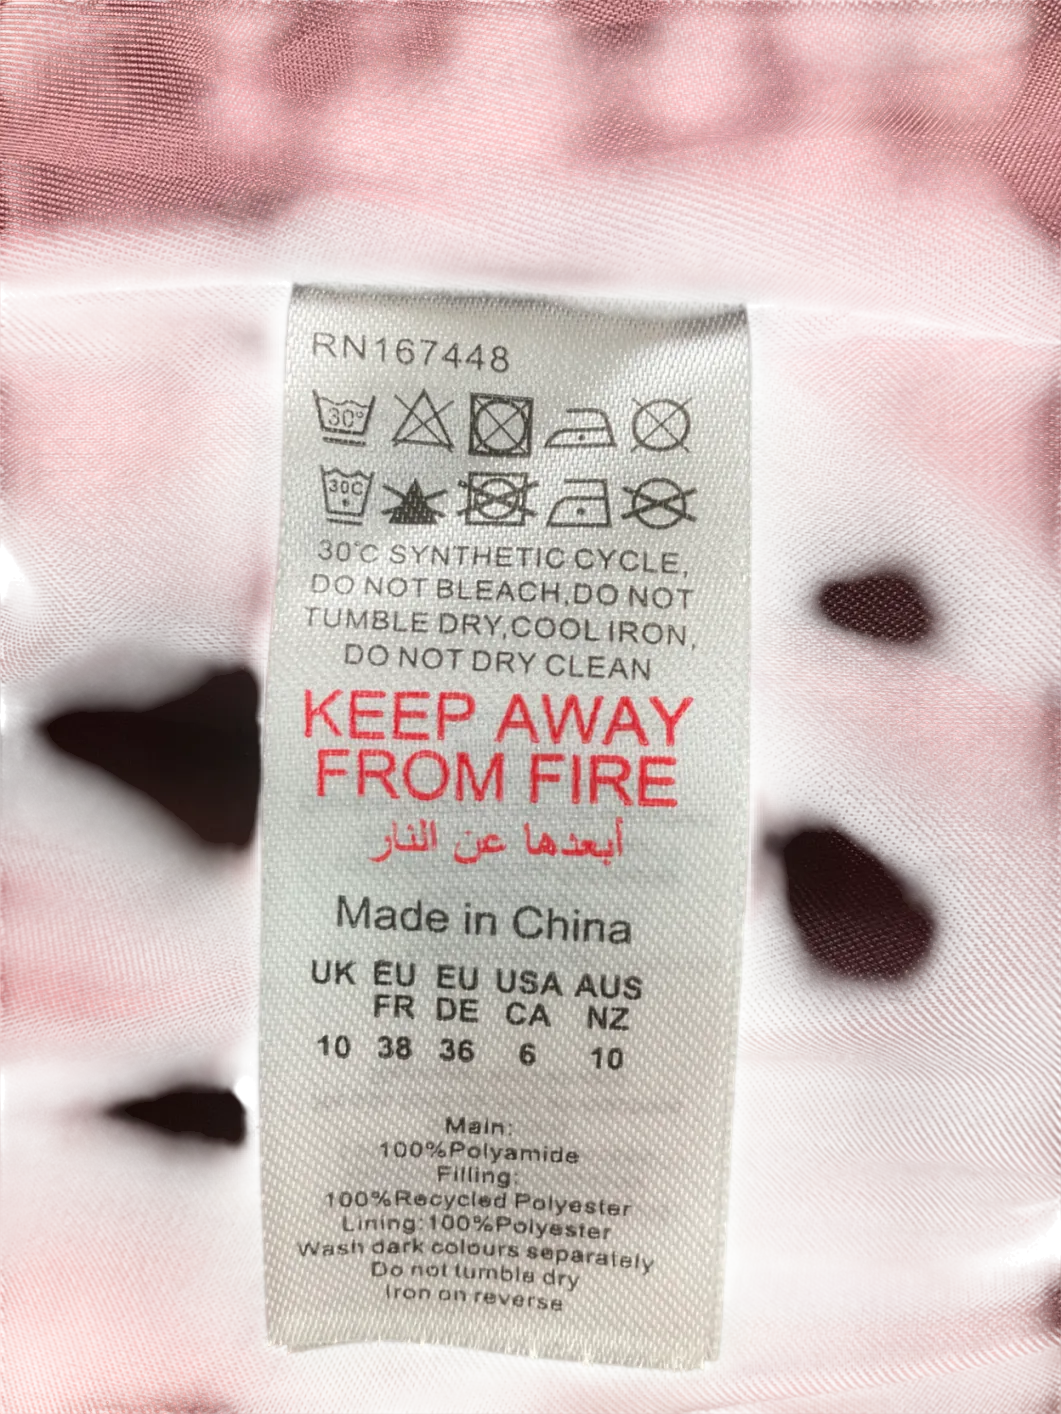 RN167448
30°
30C
30°C SYNTHETIC CYCLE,
DO NOT BLEACH,DO NOT
TUMBLE DRY,COOL IRON,
DO NOT DRY CLEAN
KEEP AWAY
FROM FIRE
أبعدها عن النار
Made in China
UK EU EU USA AUS
FR DE CA NZ
10 38 36 6 10
Main:
100%Polyamide
Filling:
100%Recycled Polyester
Lining:100%Polyester
Wash dark colours separately
Do not tumble dry
Iron on reverse